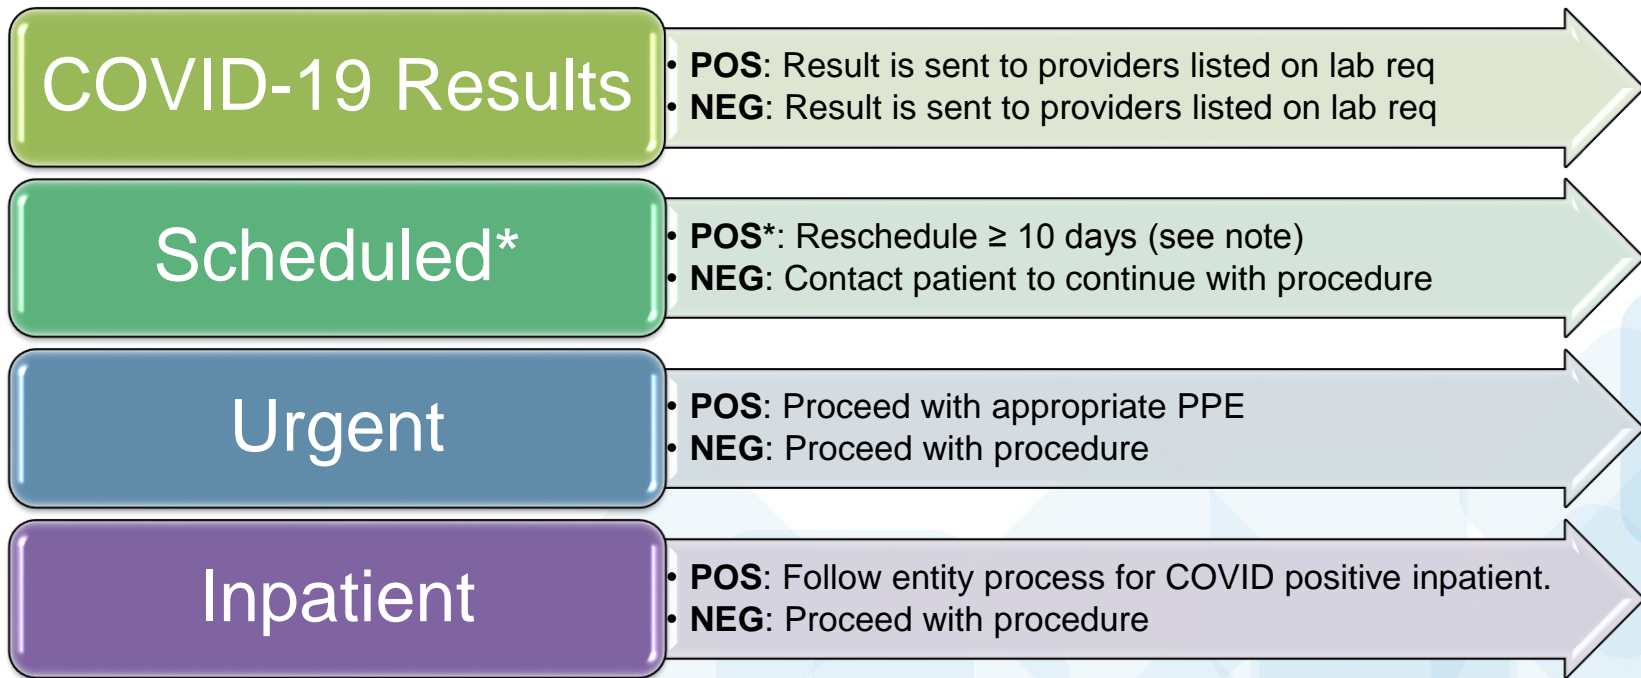 COVID-19 Results
• POS: Result is sent to providers listed on lab req
• NEG: Result is sent to providers listed on lab req
Scheduled*
• POS*: Reschedule ≥ 10 days (see note)
• NEG: Contact patient to continue with procedure
Urgent
• POS: Proceed with appropriate PPE
• NEG: Proceed with procedure
Inpatient
• POS: Follow entity process for COVID positive inpatient.
• NEG: Proceed with procedure